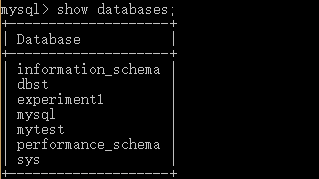 mysql> show databases;
+--------------------+
| Database           |
+--------------------+
| information_schema |
| dbst               |
| experiment1        |
| mysql              |
| mytest             |
| performance_schema |
| sys                |
+--------------------+